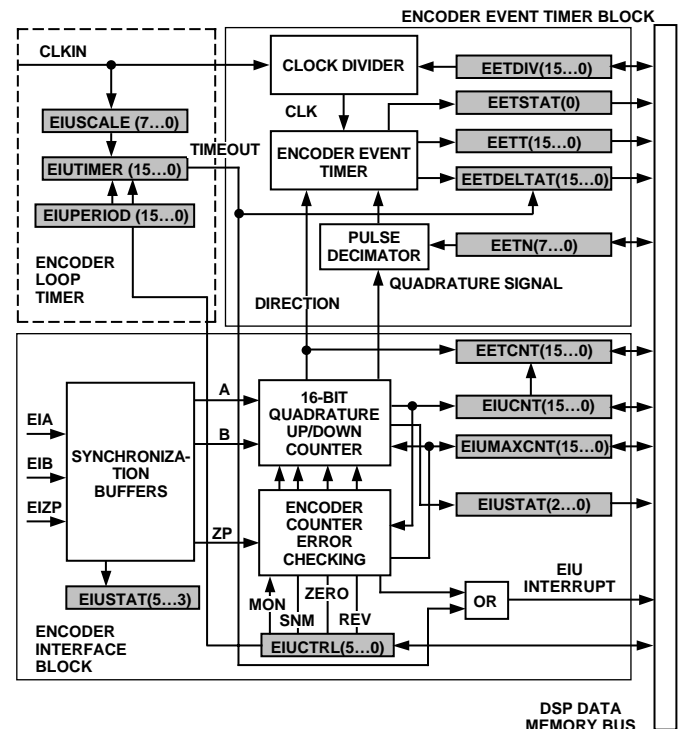 ENCODER EVENT TIMER BLOCK
CLKIN
CLOCK DIVIDER
EETDIV(15...0)
CLK
EETSTAT(0)
EIUSCALE (7...0)
TIMEOUT
ENCODER EVENT
TIMER
EETT(15...0)
EIUTIMER (15...0)
EETDELTAT(15...0)
EIUPERIOD (15...0)
PULSE
DECIMATOR
EETN(7...0)
ENCODER
LOOP
TIMER
QUADRATURE SIGNAL
DIRECTION
EETCNT(15...0)
A
16-BIT
QUADRATURE
UP/DOWN
COUNTER
EIUCNT(15...0)
EIA
B
EIUMAXCNT(15...0)
SYNCHRONIZA-
TION
BUFFERS
EIB
EIZP
ENCODER
COUNTER
ERROR
CHECKING
EIUSTAT(2...0)
ZP
EIU
INTERRUPT
EIUSTAT(5...3)
MON
SNM
ZERO
REV
OR
ENCODER
INTERFACE
BLOCK
EIUCTRL(5...0)
DSP DATA
MEMORY BUS